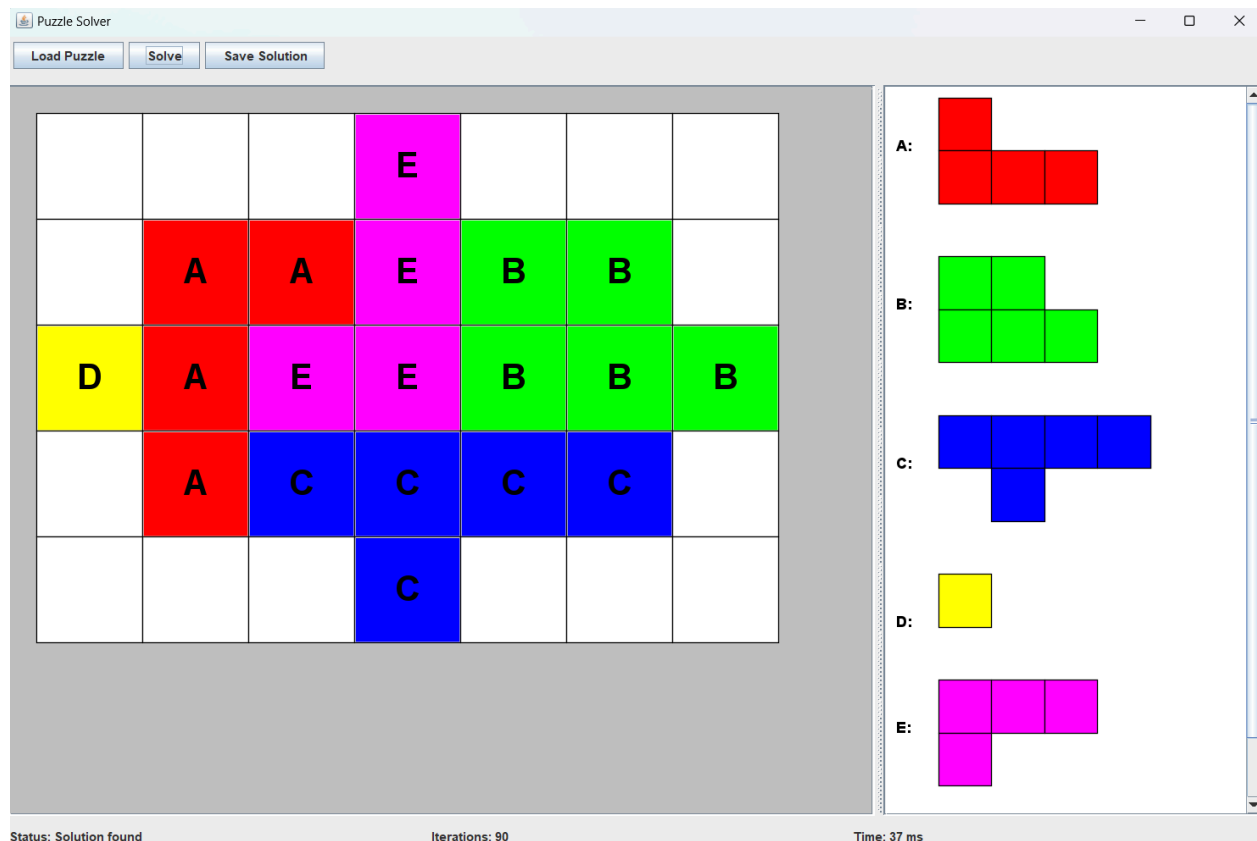 Puzzle Solver
Load Puzzle Solve Save Solution
E
A A E B B
D A E E B B B
A C C C C
C
A:
B:
C:
D:
E:
Status: Solution found Iterations: 90 Time: 37 ms